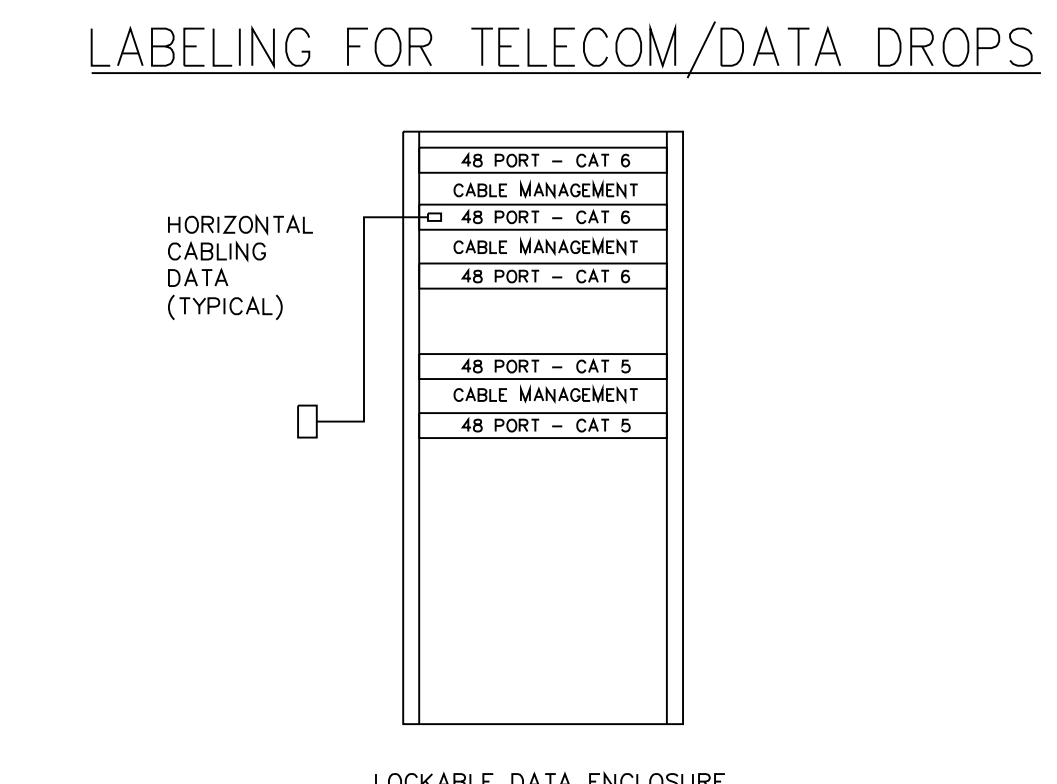 LABELING FOR TELECOM/DATA DROPS
48 PORT - CAT 6
CABLE MANAGEMENT
48 PORT - CAT 6
CABLE MANAGEMENT
48 PORT - CAT 6
HORIZONTAL
CABLING
DATA
(TYPICAL)
48 PORT - CAT 5
CABLE MANAGEMENT
48 PORT - CAT 5
LOCKABLE DATA ENCLOSURE